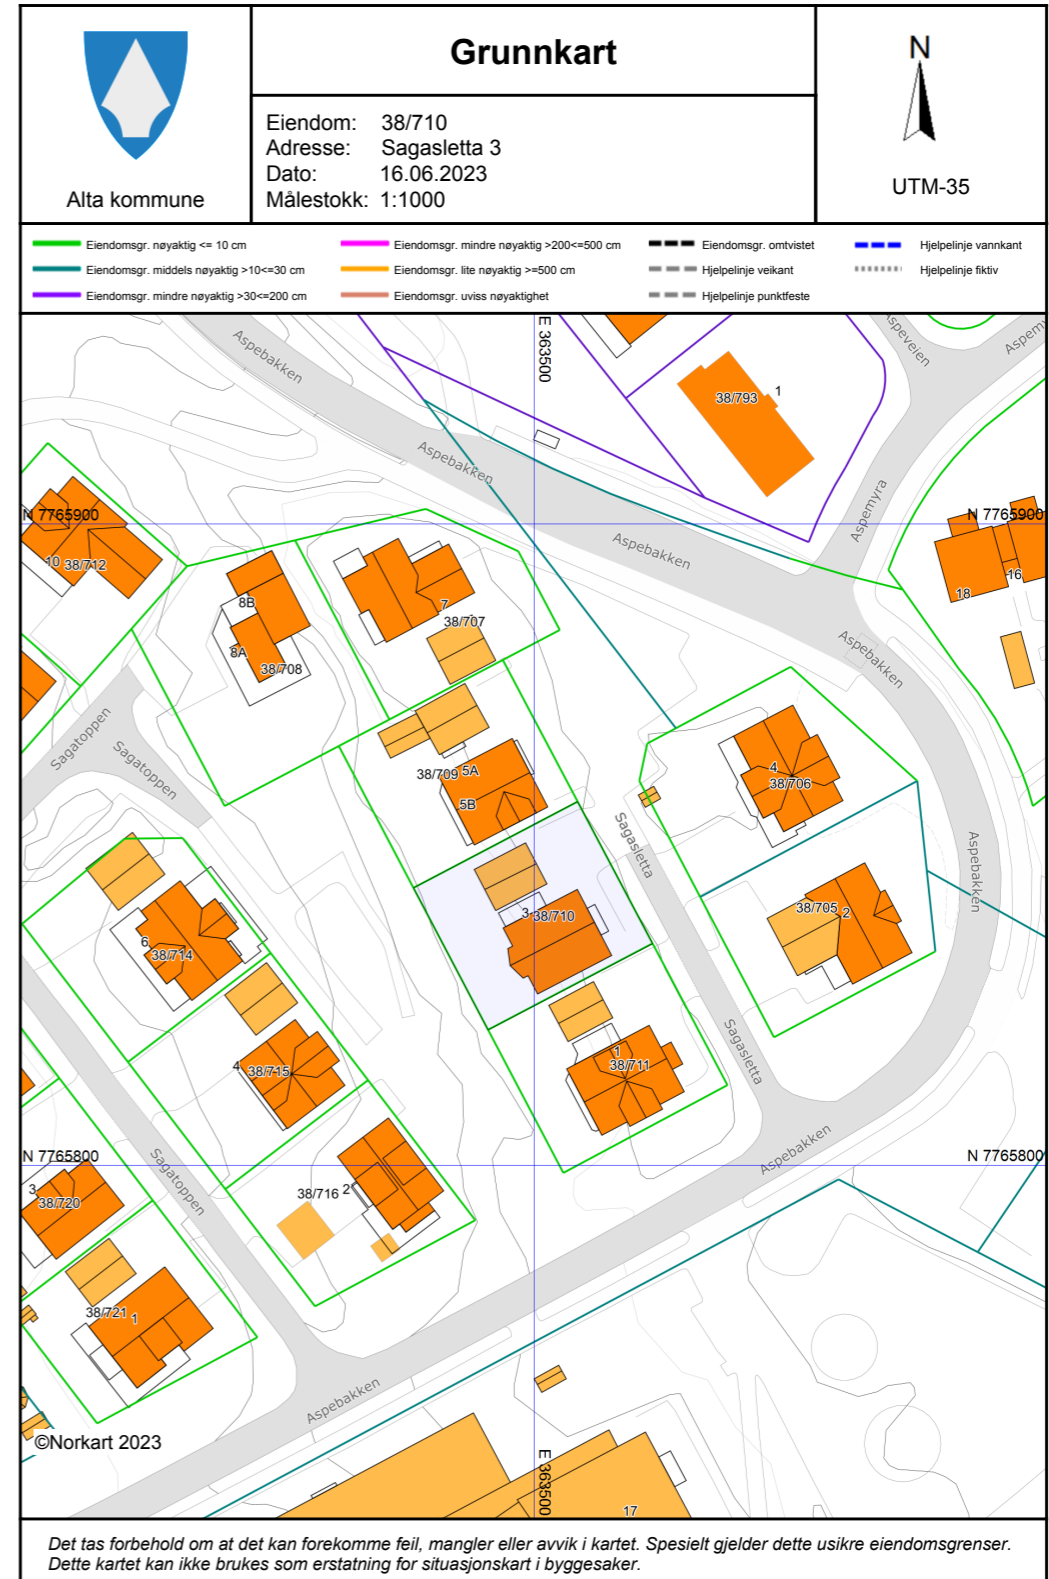 Grunnkart
N
Alta kommune
Eiendom: 38/710
Adresse: Sagasletta 3
Dato: 16.06.2023
Målestokk: 1:1000
UTM-35
Eiendomsgr. nøyaktig <= 10 cm
Eiendomsgr. middels nøyaktig >10<=30 cm
Eiendomsgr. mindre nøyaktig >30<=200 cm
Eiendomsgr. mindre nøyaktig >200<=500 cm
Eiendomsgr. lite nøyaktig >=500 cm
Eiendomsgr. uviss nøyaktighet
Eiendomsgr. omtvistet
Hjelpelinje veikant
Hjelpelinje punktfeste
Hjelpelinje vannkant
Hjelpelinje fiktiv
Aspebakken
E 363500
Aspebakken
38/793
1
Aspemyra
N 7765900
N 7765900
10
38/712
Aspebakken
18
16
8B
8A
38/708
7
38/707
Aspebakken
Sagatoppen
Sagatoppen
38/709
5A
5B
4
38/706
Sagasletta
Aspebakken
3
38/710
38/705
2
6
38/714
4
38/715
1
38/711
Sagasletta
Aspebakken
N 7765800
N 7765800
Sagatoppen
3
38/720
38/716
2
38/721
1
Aspebakken
©Norkart 2023
E 363500
17
Det tas forbehold om at det kan forekomme feil, mangler eller avvik i kartet. Spesielt gjelder dette usikre eiendomsgrenser.
Dette kartet kan ikke brukes som erstatning for situasjonskart i byggesaker.